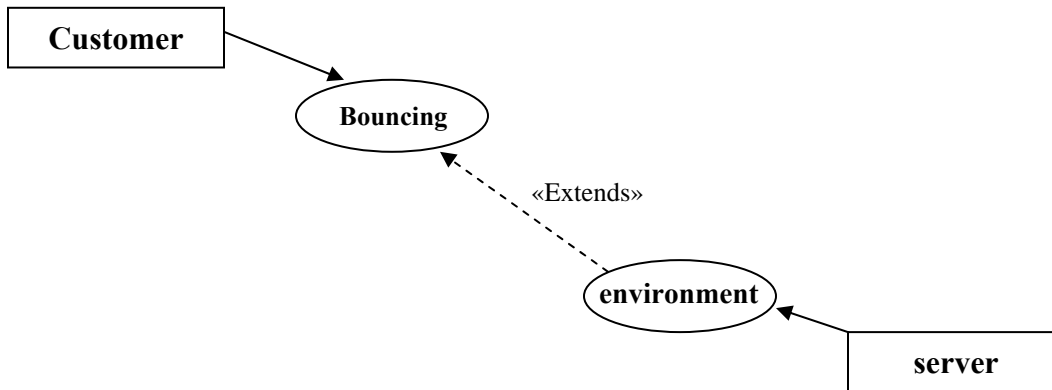 Customer
Bouncing
«Extends»
environment
server